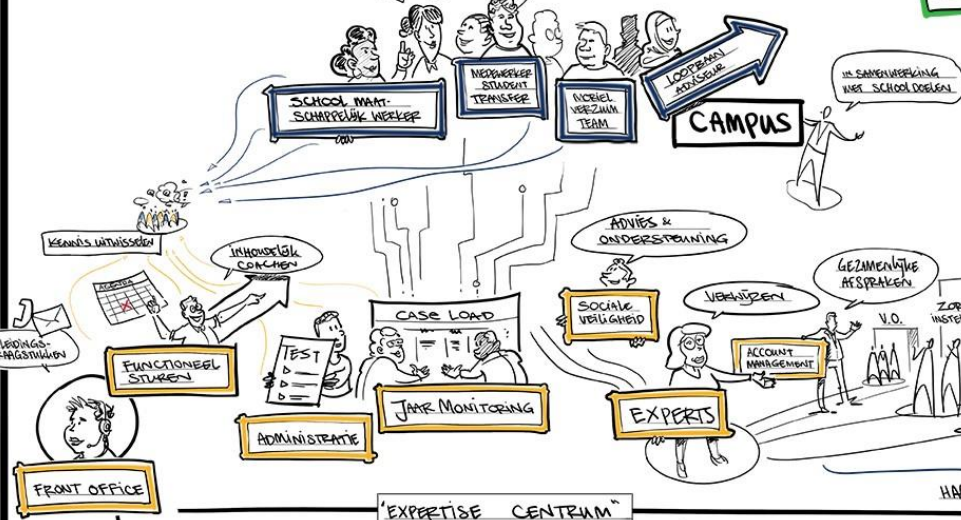 SCHOOL MAAT-
SCHAPPELIJK WERKER
MEDEWERKER
STUDENT
TRANSFER
TEAM
LOOPBAAN
ADVISEUR
CAMPUS
IN SAMENWERKING
MET SCHOOLDOELEN
KENNIS UITWISSELEN
INHOUDELIJK
COACHEN
AGENDA
ADVIES &
ONDERSTEUNING
SOCIALE
VEILIGHEID
VERWIJZEN
GEZAMENLIJKE
AFSPRAKEN
V.O.
CASE LOAD
ACCOUNT
MANAGEMENT
FUNCTIONEEL
STUREN
TEST
JAAR MONITORING
EXPERTS
ADMINISTRATIE
FRONT OFFICE
"EXPERTISE CENTRUM"